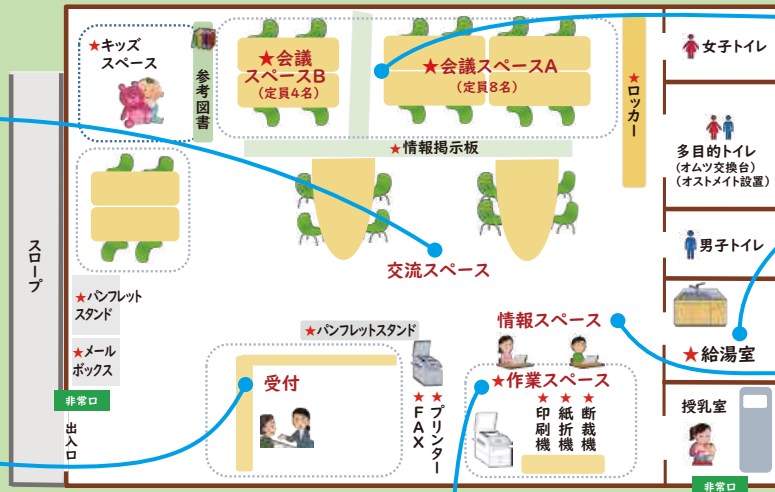 ★キッズ
スペース
参考図書
★会議
スペースB
（定員4名）
★会議スペースA
（定員8名）
★ロッカー
女子トイレ
多目的トイレ
（オムツ交換台）
（オストメイト設置）
男子トイレ
★給湯室
授乳室
非常口
★情報掲示板
交流スペース
スロープ
★パンフレット
スタンド
★メール
ボックス
非常口
出入口
★パンフレットスタンド
受付
★プリンター
★FAX
情報スペース
★作業スペース
★断裁機
★紙折機
★印刷機